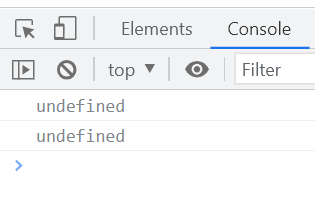 Elements Console
top ▼ Filter
undefined
undefined
>